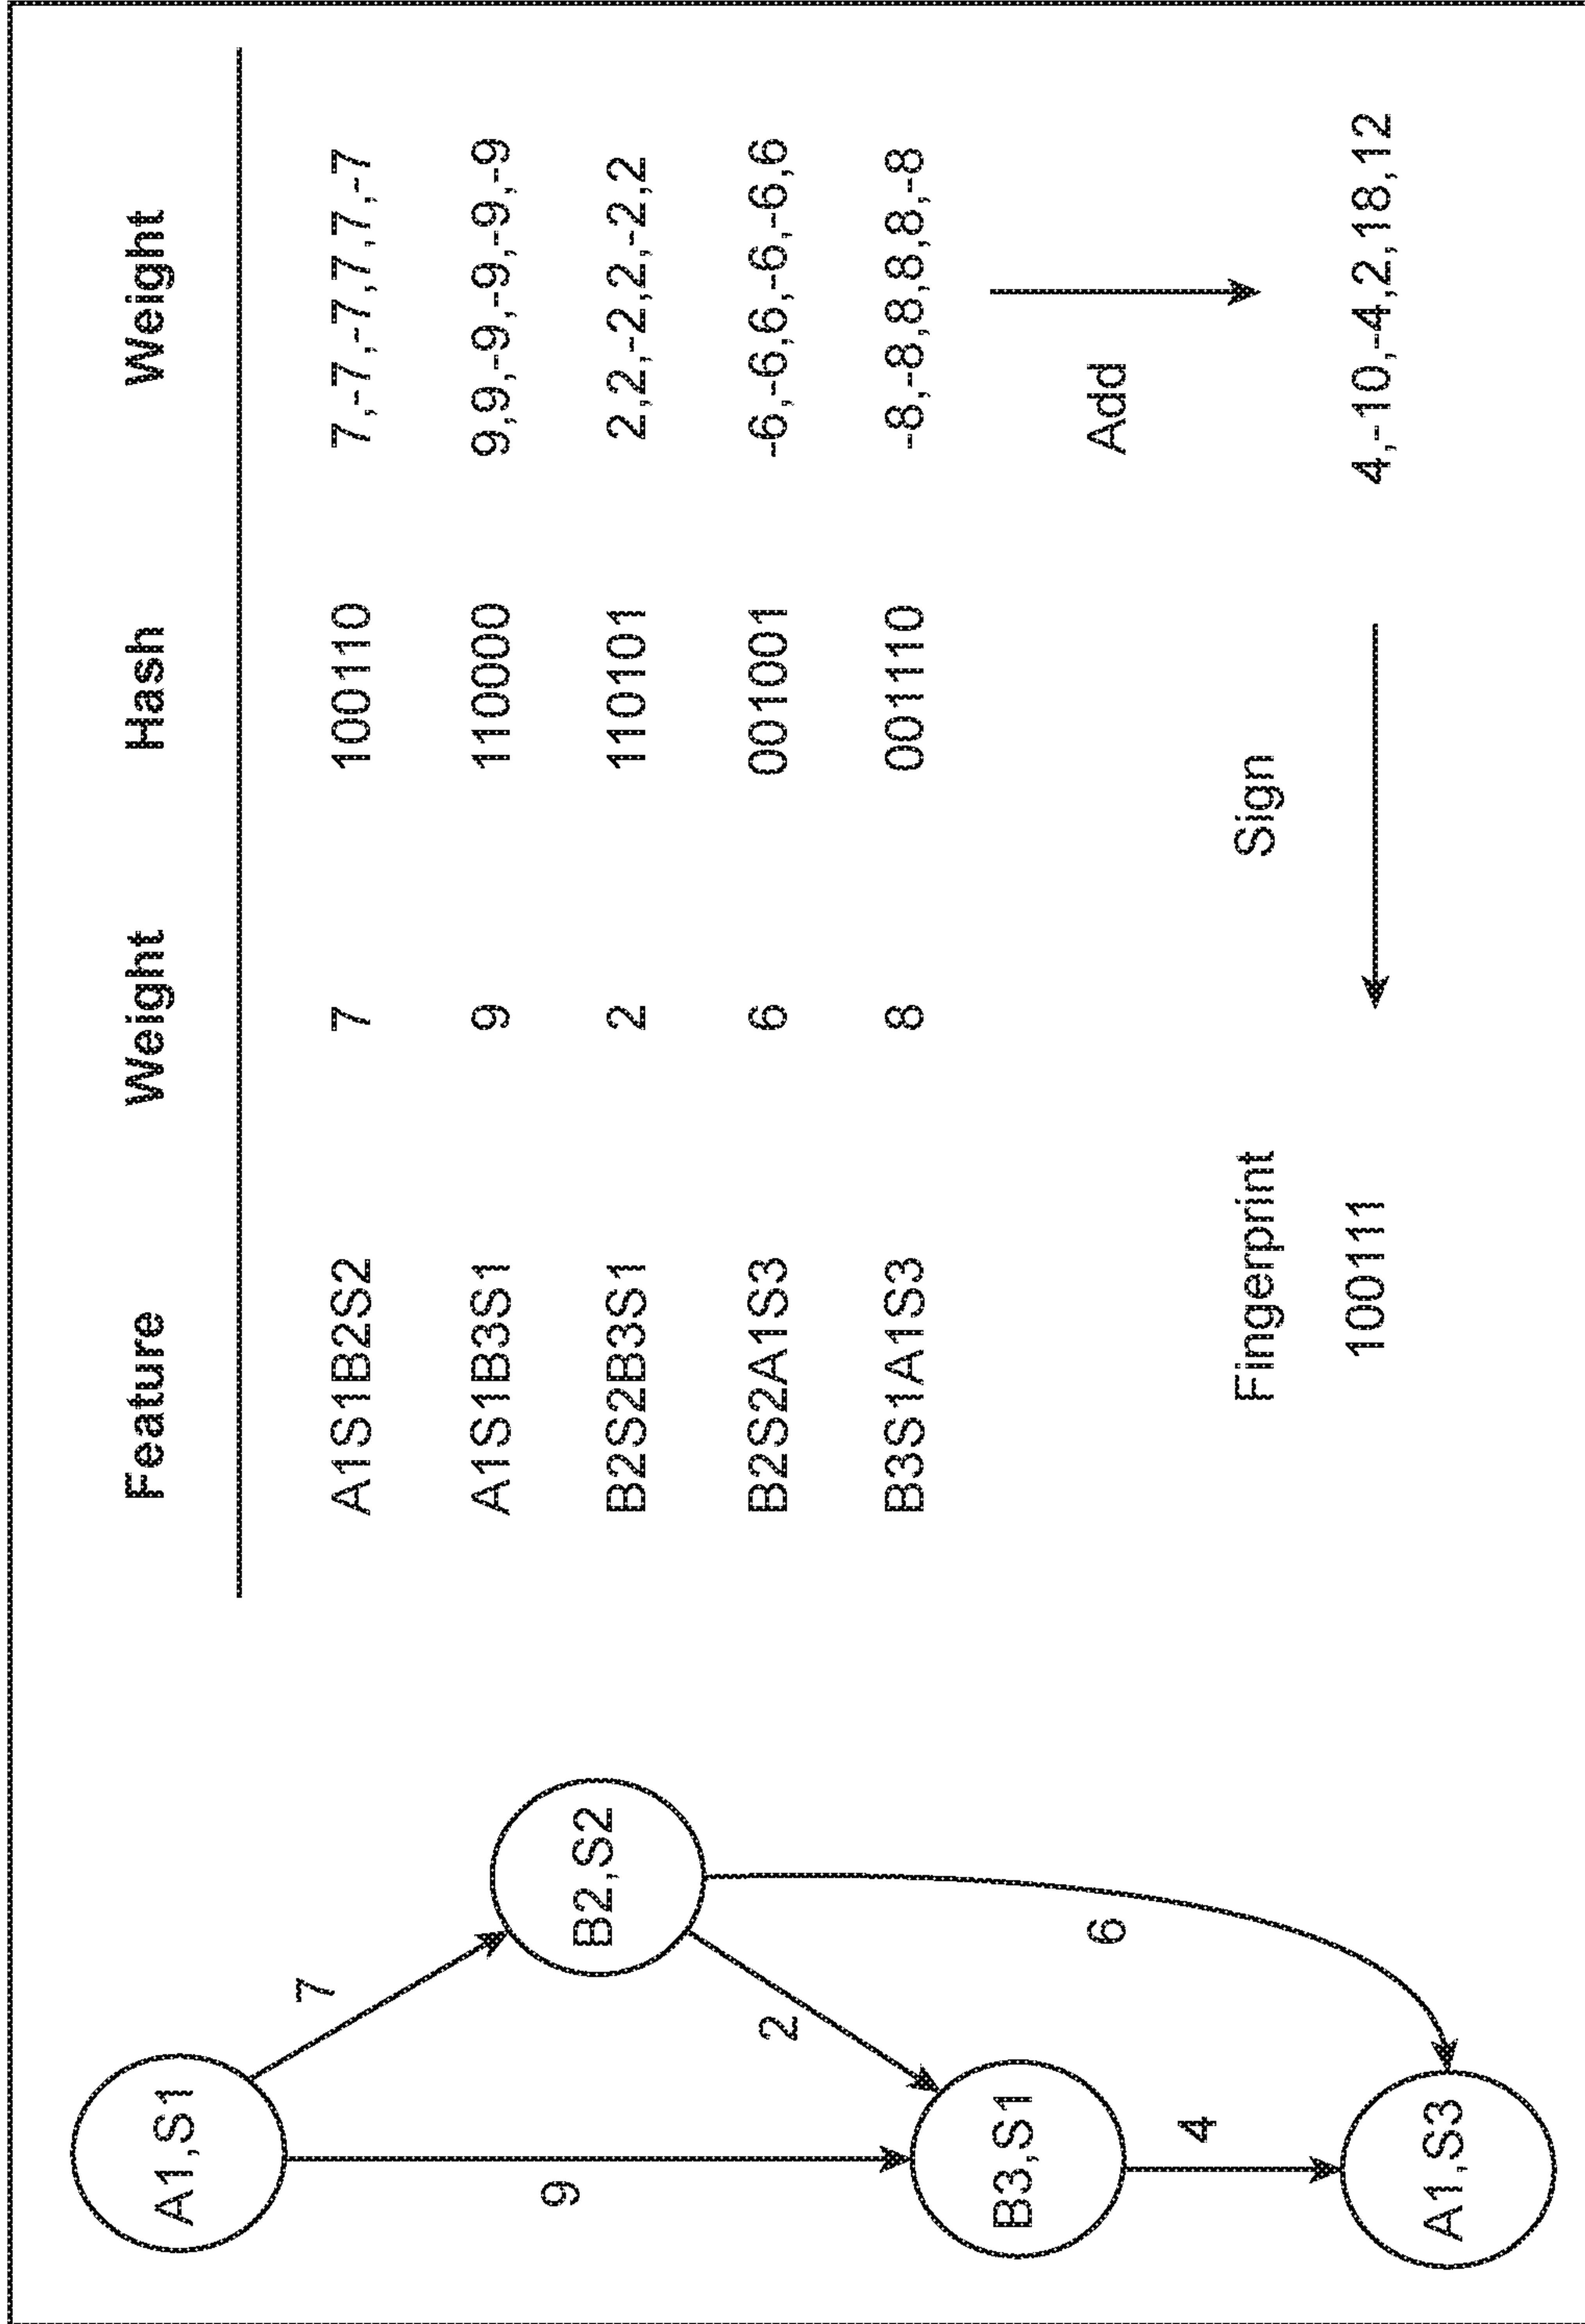 A1,S1
7
B2,S2
9
2
B3,S1
6
4
A1,S3
Feature Weight Hash Weight
A1S1B2S2 7 100110 7,-7,-7,7,7,-7
A1S1B3S1 9 110000 9,9,-9,-9,-9,-9
B2S2B3S1 2 110101 2,2,-2,2,-2,2
B2S2A1S3 6 001001 -6,-6,6,-6,-6,6
B3S1A1S3 8 001110 -8,-8,8,8,8,-8
Add
Fingerprint Sign
100111 4,-10,-4,2,18,12